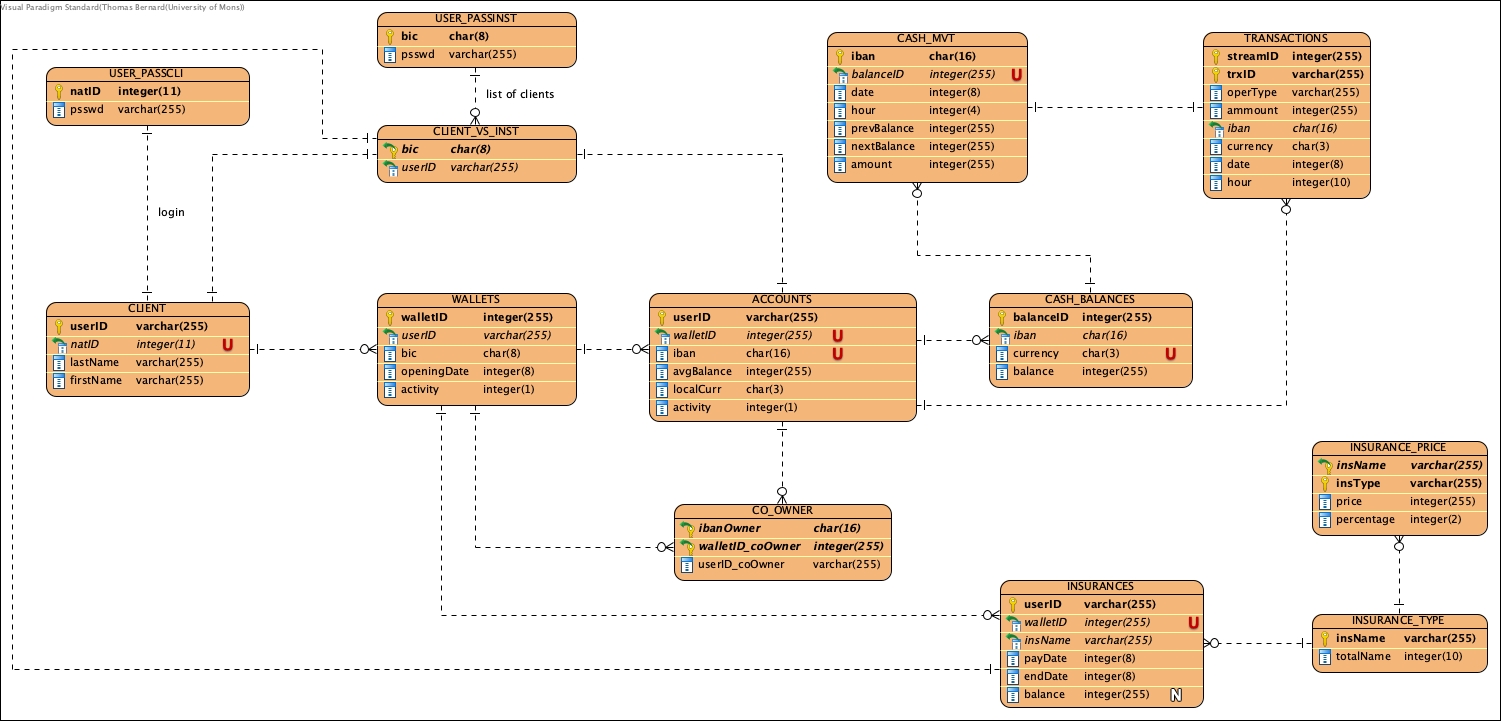 Visual Paradigm Standard(Thomas Bernard(University of Mons))
USER_PASSINST
bic char(8)
psswd varchar(255)
USER_PASSCLI
natID integer(11)
psswd varchar(255)
list of clients
CLIENT_VS_INST
bic char(8)
userID varchar(255)
CASH_MVT
iban char(16)
balanceID integer(255) U
date integer(8)
hour integer(4)
prevBalance integer(255)
nextBalance integer(255)
amount integer(255)
TRANSACTIONS
streamID integer(255)
trxID varchar(255)
operType varchar(255)
ammount integer(255)
iban char(16)
currency char(3)
date integer(8)
hour integer(10)
login
CLIENT
userID varchar(255)
natID integer(11) U
lastName varchar(255)
firstName varchar(255)
WALLETS
walletID integer(255)
userID varchar(255)
bic char(8)
openingDate integer(8)
activity integer(1)
ACCOUNTS
userID varchar(255)
walletID integer(255) U
iban char(16) U
avgBalance integer(255)
localCurr char(3)
activity integer(1)
CASH_BALANCES
balanceID integer(255)
iban char(16)
currency char(3) U
balance integer(255)
INSURANCE_PRICE
insName varchar(255)
insType varchar(255)
price integer(255)
percentage integer(2)
CO_OWNER
ibanOwner char(16)
walletID_coOwner integer(255)
userID_coOwner varchar(255)
INSURANCES
userID varchar(255)
walletID integer(255) U
insName varchar(255)
payDate integer(8)
endDate integer(8)
balance integer(255) N
INSURANCE_TYPE
insName varchar(255)
totalName integer(10)